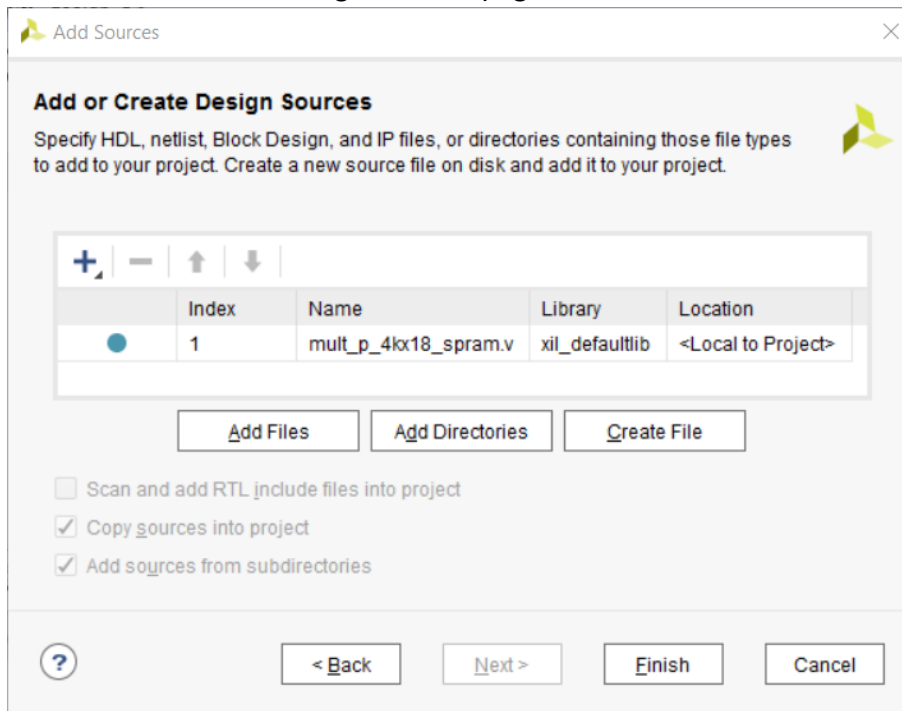 Add Sources
Add or Create Design Sources
Specify HDL, netlist, Block Design, and IP files, or directories containing those file types
to add to your project. Create a new source file on disk and add it to your project.
Index Name Library Location
1 mult_p_4kx18_spram.v xil_defaultlib <Local to Project>
Add Files Add Directories Create File
Scan and add RTL include files into project
Copy sources into project
Add sources from subdirectories
? < Back Next > Finish Cancel